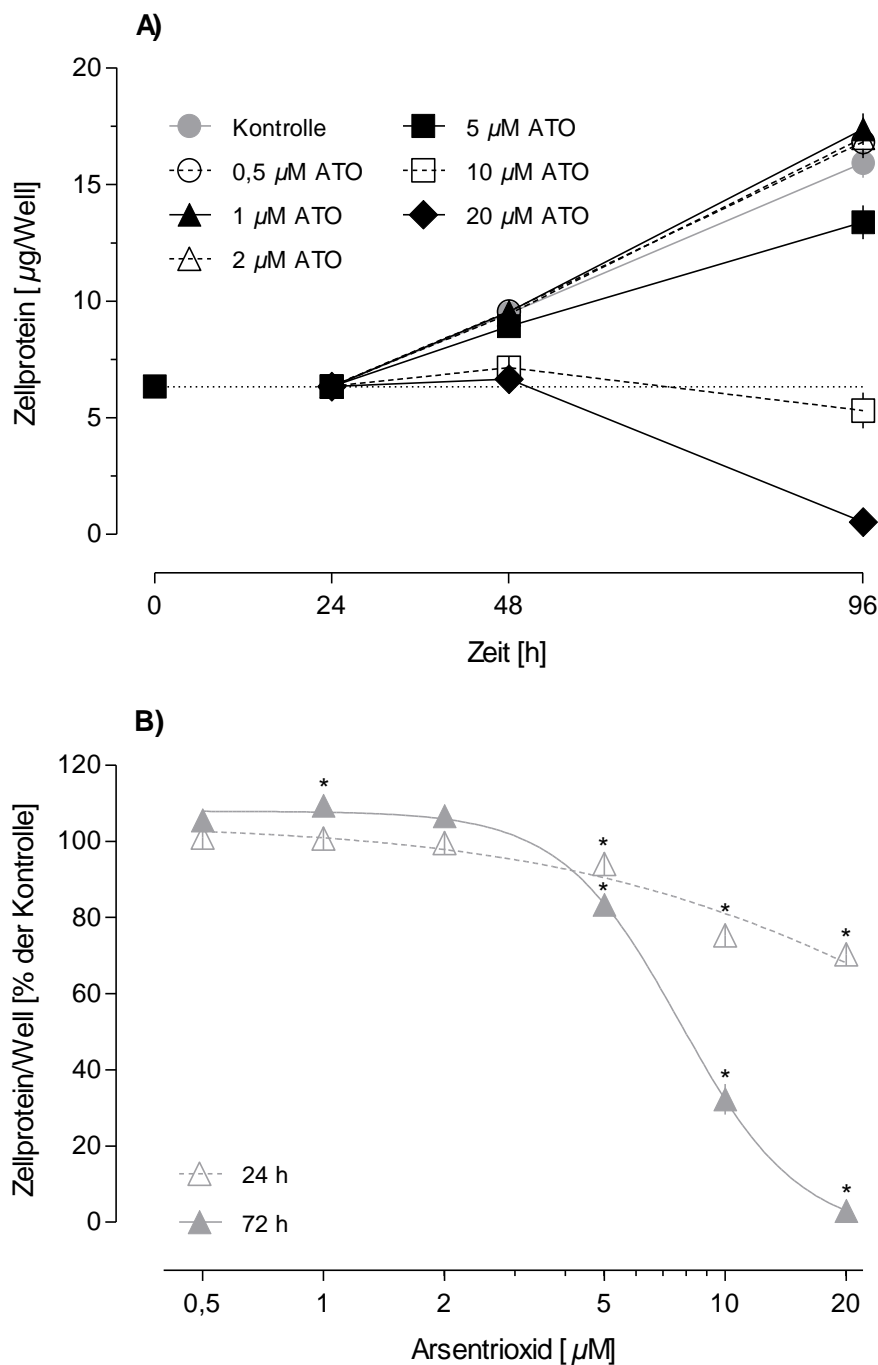 A)
Zellprotein [ µg/Well]
20
15
10
5
0
Kontrolle
0,5 µM ATO
1 µM ATO
2 µM ATO
5 µM ATO
10 µM ATO
20 µM ATO
0 24 48 96
Zeit [h]
B)
Zellprotein/Well [% der Kontrolle]
120
100
80
60
40
20
0
* * * * * * *
24 h
72 h
0,5 1 2 5 10 20
Arsentrioxid [ µM]